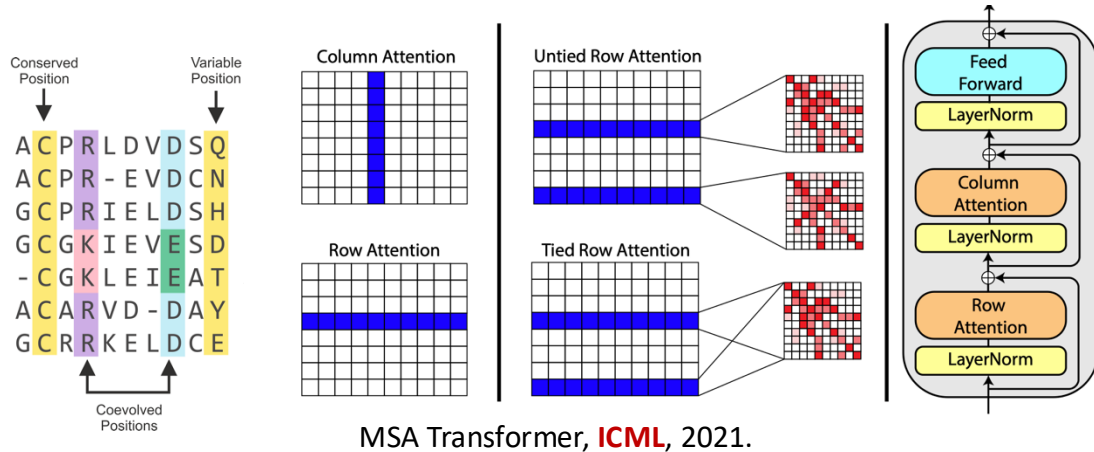 Conserved
Position
Variable
Position
A C P R L D V D S Q
A C P R - E V D C N
G C P R I E L D S H
G C G K I E V E S D
- C G K L E I E A T
A C A R V D - D A Y
G C R R K E L D C E
Coevolved
Positions
Column Attention
Row Attention
Untied Row Attention
Tied Row Attention
Feed
Forward
LayerNorm
Column
Attention
LayerNorm
Row
Attention
LayerNorm
MSA Transformer, ICML, 2021.